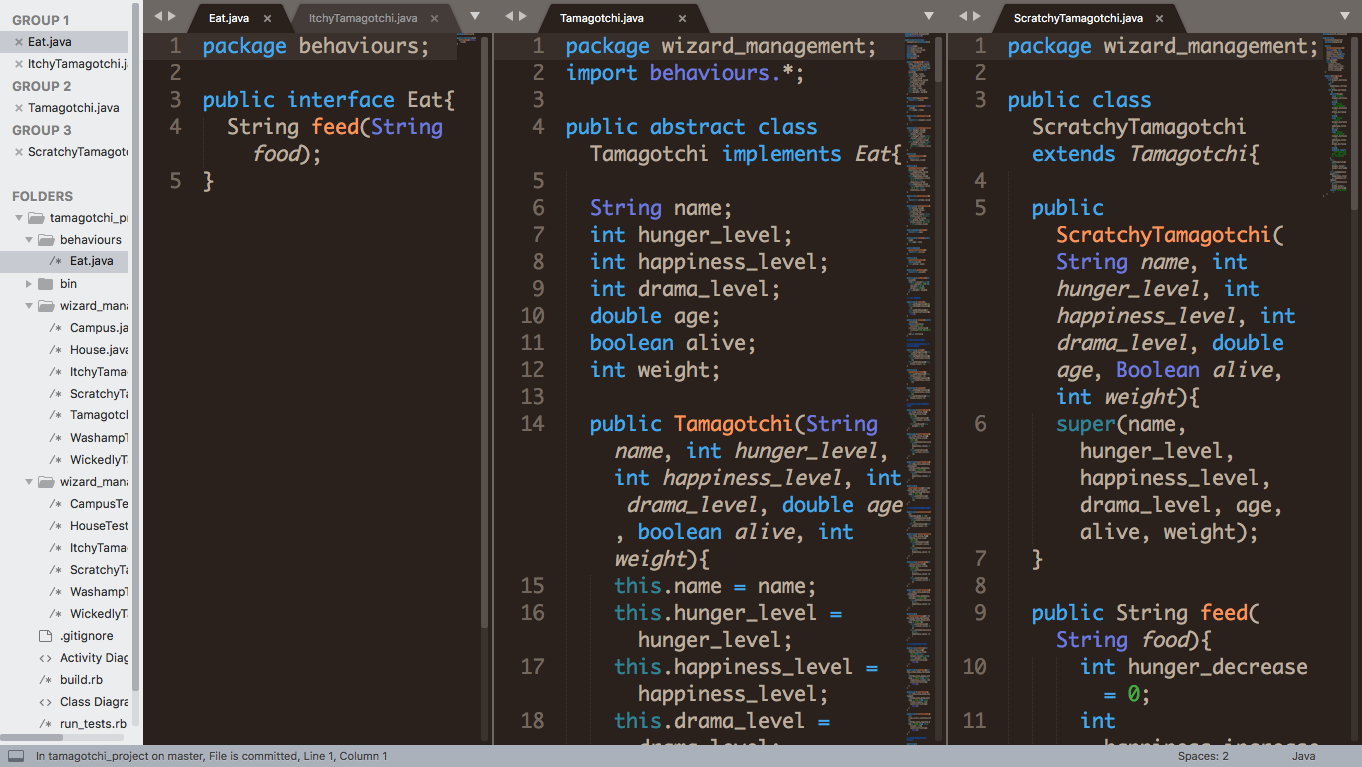 GROUP 1
Eat.java
ItchyTamagotchi.ja
GROUP 2
Tamagotchi.java
GROUP 3
ScratchyTamagot
FOLDERS
tamagotchi_pr
behaviours
/* Eat.java
bin
wizard_mana
/* Campus.ja
/* House.java
/* ItchyTama
/* ScratchyTa
/* Tamagotch
/* WashampT
/* WickedlyTa
wizard_mana
/* CampusTe
/* HouseTest
/* ItchyTama
/* ScratchyTa
/* WashampT
/* WickedlyTa
.gitignore
<> Activity Diag
/* build.rb
<> Class Diagra
/* run_tests.rb
Eat.java
ItchyTamagotchi.java
1 package behaviours;
2
3 public interface Eat{
4 String feed(String
food);
5 }
Tamagotchi.java
1 package wizard_management;
2 import behaviours.*;
3
4 public abstract class
Tamagotchi implements Eat{
5
6 String name;
7 int hunger_level;
8 int happiness_level;
9 int drama_level;
10 double age;
11 boolean alive;
12 int weight;
13
14 public Tamagotchi(String
name, int hunger_level,
int happiness_level, int
drama_level, double age
, boolean alive, int
weight){
15 this.name = name;
16 this.hunger_level =
hunger_level;
17 this.happiness_level =
happiness_level;
18 this.drama_level =
drama_level;
ScratchyTamagotchi.java
1 package wizard_management;
2
3 public class
ScratchyTamagotchi
extends Tamagotchi{
4
5 public
ScratchyTamagotchi(
String name, int
hunger_level, int
happiness_level, int
drama_level, double
age, Boolean alive,
int weight){
6 super(name,
hunger_level,
happiness_level,
drama_level, age,
alive, weight);
7 }
8
9 public String feed(
String food){
10 int hunger_decrease
= 0;
11 int
happiness_increase
In tamagotchi_project on master, File is committed, Line 1, Column 1
Spaces: 2
Java